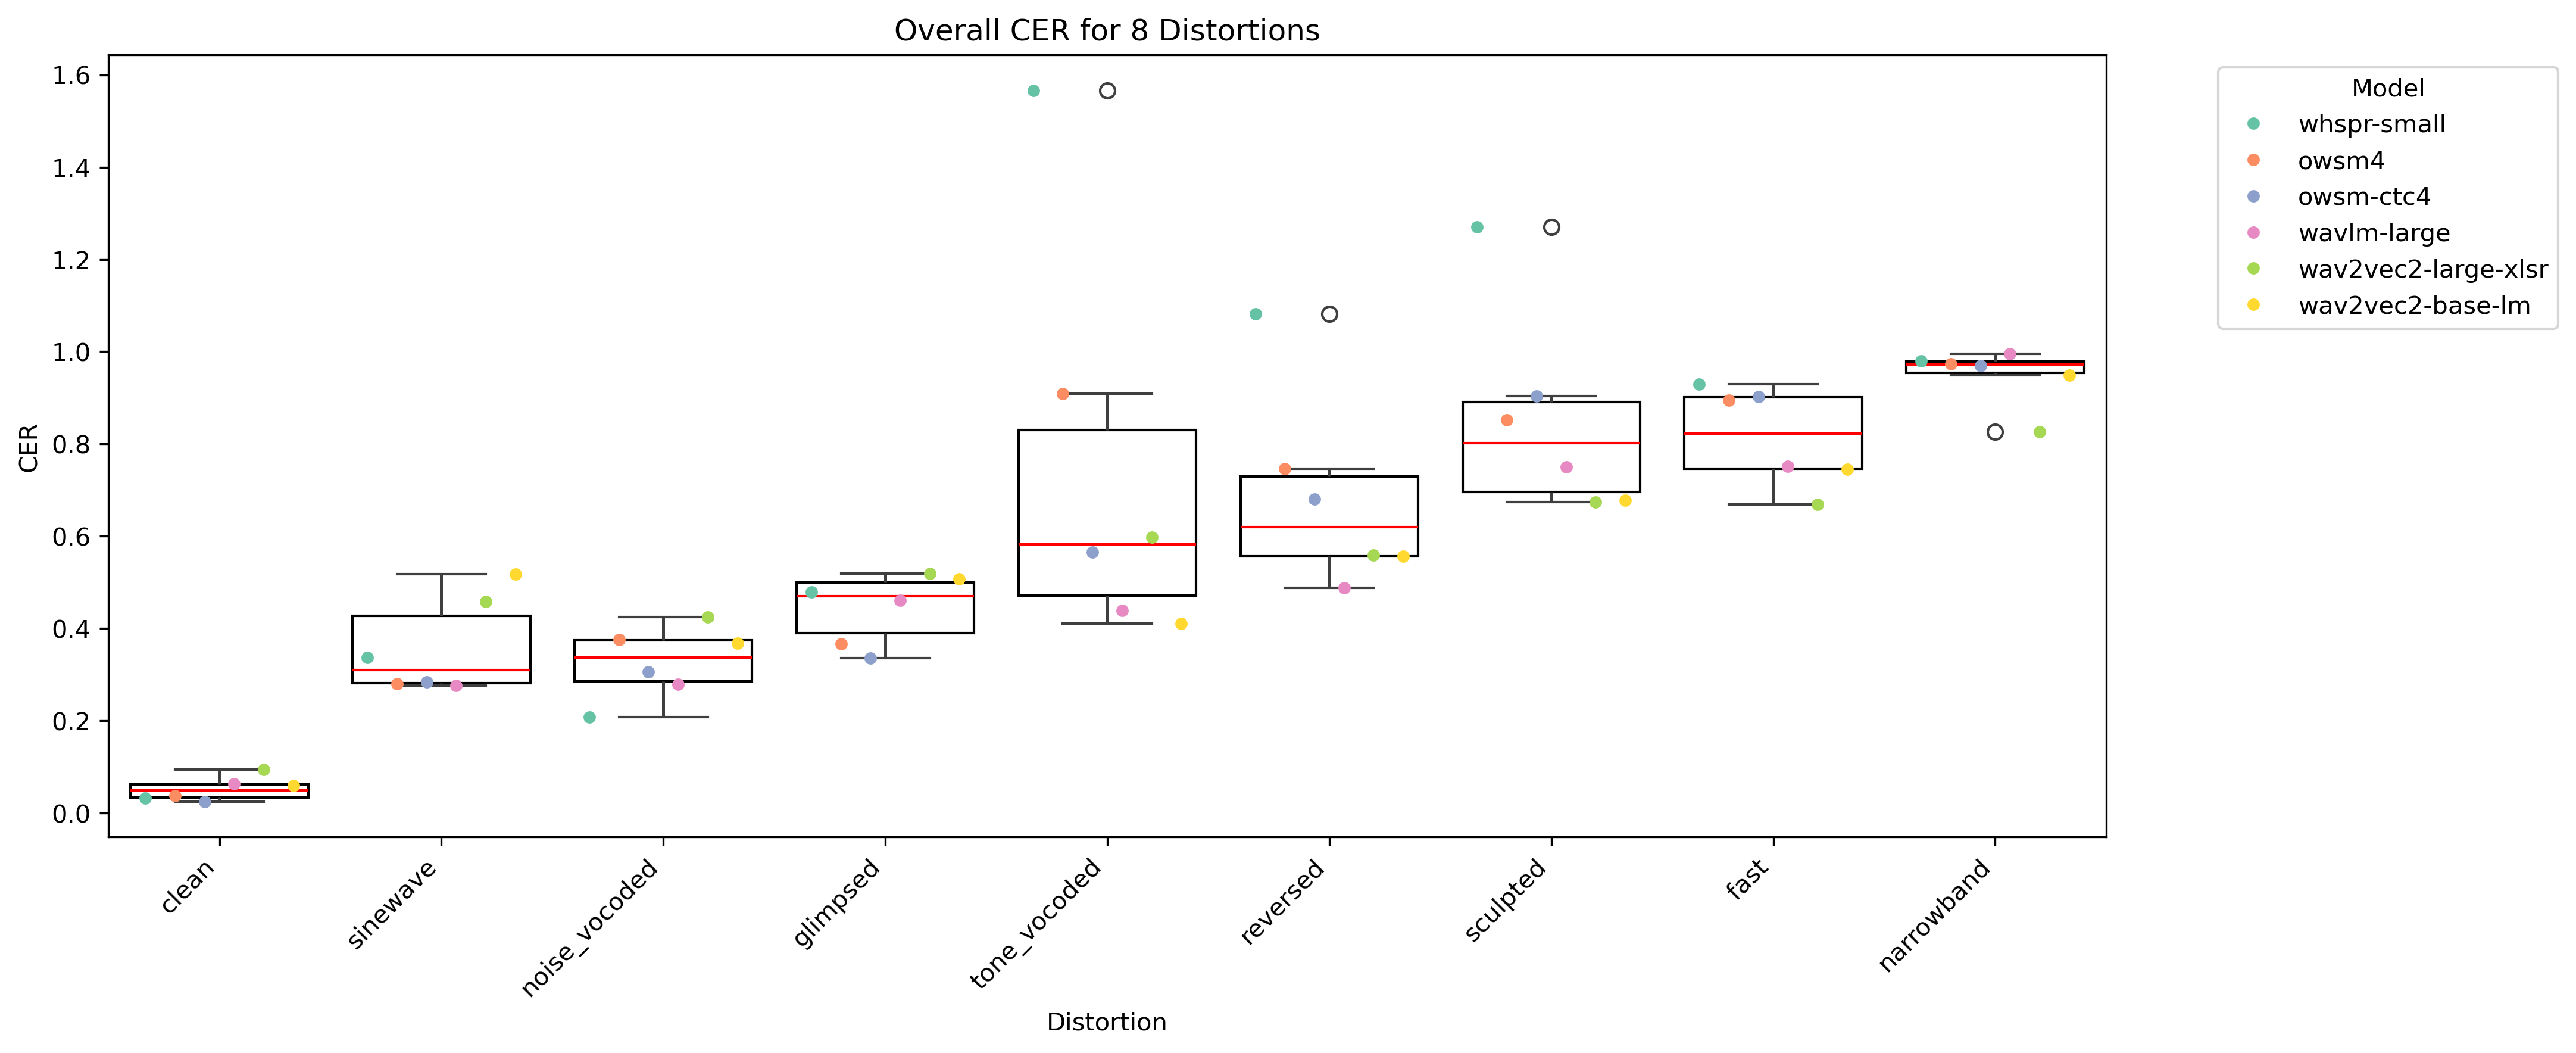 Overall CER for 8 Distortions
CER
1.6
1.4
1.2
1.0
0.8
0.6
0.4
0.2
0.0
clean
sinewave
noise_vocoded
glimpsed
tone_vocoded
reversed
sculpted
fast
narrowband
Distortion
Model
whspr-small
owsm4
owsm-ctc4
wavlm-large
wav2vec2-large-xlsr
wav2vec2-base-lm